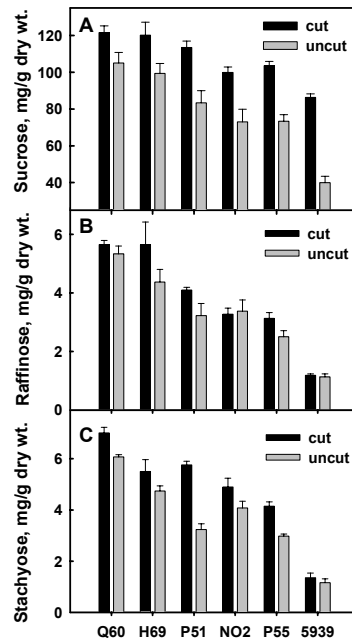 A
cut
uncut
Sucrose, mg/g dry wt.
120
100
80
60
40
B
cut
uncut
Raffinose, mg/g dry wt.
6
4
2
0
C
cut
uncut
Stachyose, mg/g dry wt.
6
4
2
0
Q60 H69 P51 NO2 P55 5939